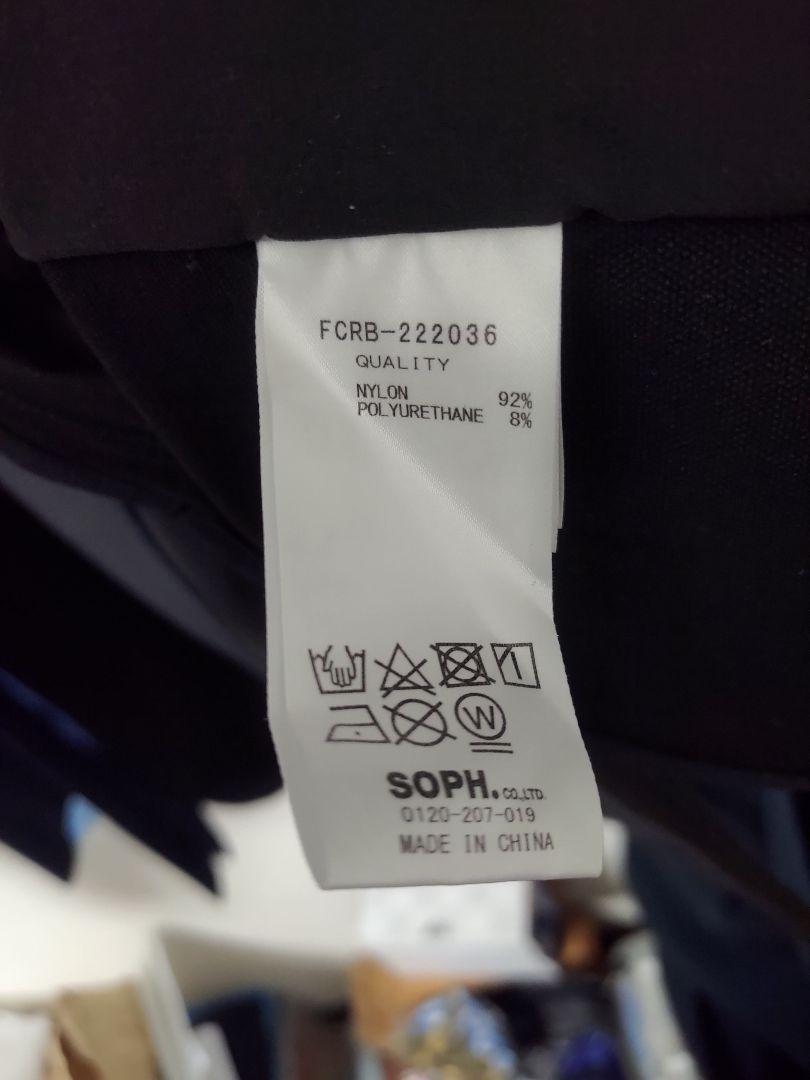 FCRB-222036
QUALITY
NYLON 92%
POLYURETHANE 8%
W
SOPH. CO.,LTD.
0120-207-019
MADE IN CHINA